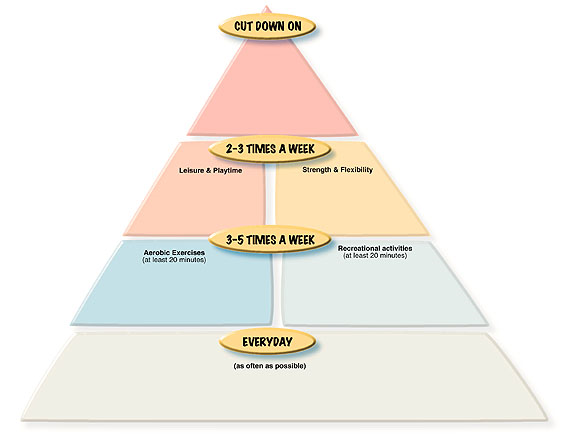 CUT DOWN ON
2-3 TIMES A WEEK
Leisure & Playtime
Strength & Flexibility
3-5 TIMES A WEEK
Aerobic Exercises
(at least 20 minutes)
Recreational activities
(at least 20 minutes)
EVERYDAY
(as often as possible)